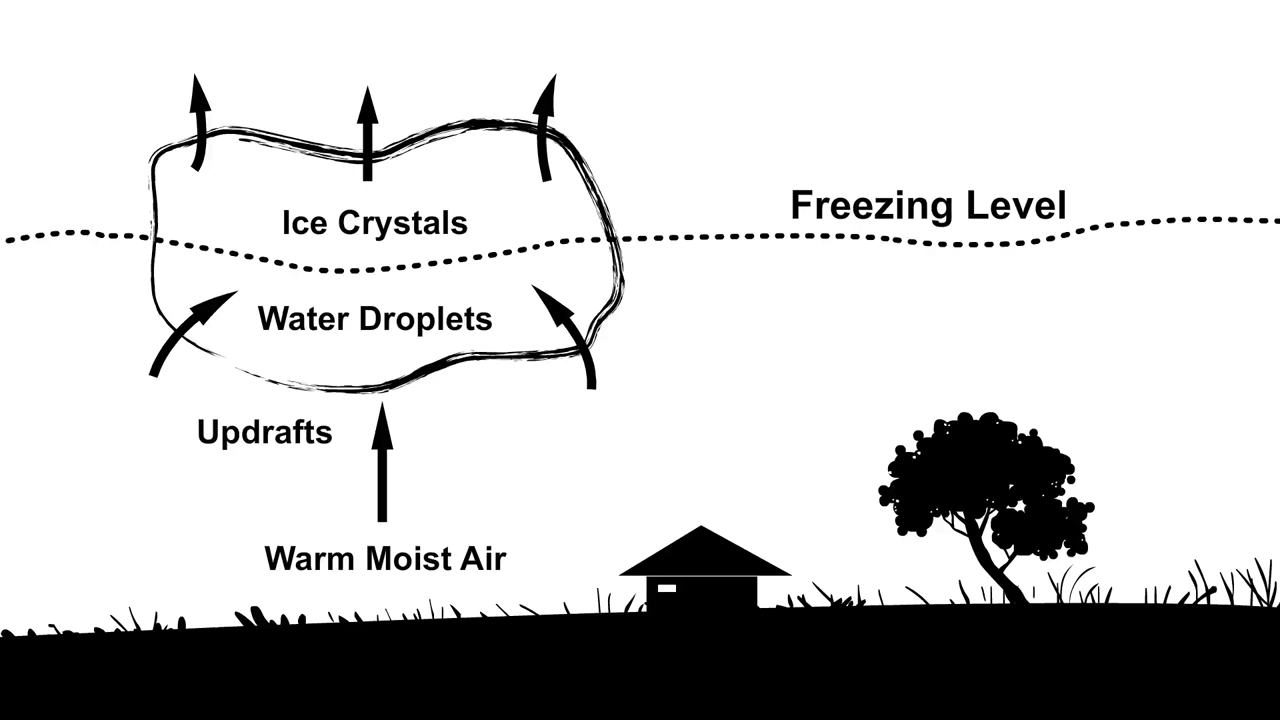 Freezing Level
Ice Crystals
Water Droplets
Updrafts
Warm Moist Air